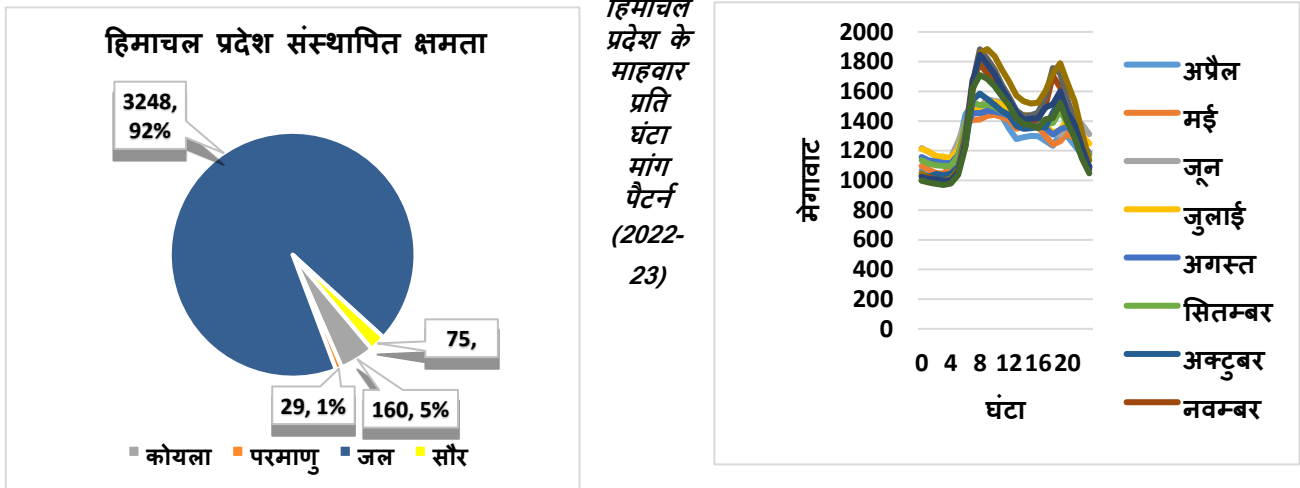 हिमाचल प्रदेश संस्थापित क्षमता
3248,
92%
75,
29, 1%
160, 5%
कोयला परमाणु जल सौर
हिमाचल
प्रदेश के
माहवार
प्रति
घंटा
मांग
पैटर्न
(2022-
23)
मेगावाट
2000
1800
1600
1400
1200
1000
800
600
400
200
0
0 4 8 12 16 20
घंटा
अप्रैल
मई
जून
जुलाई
अगस्त
सितम्बर
अक्टुबर
नवम्बर